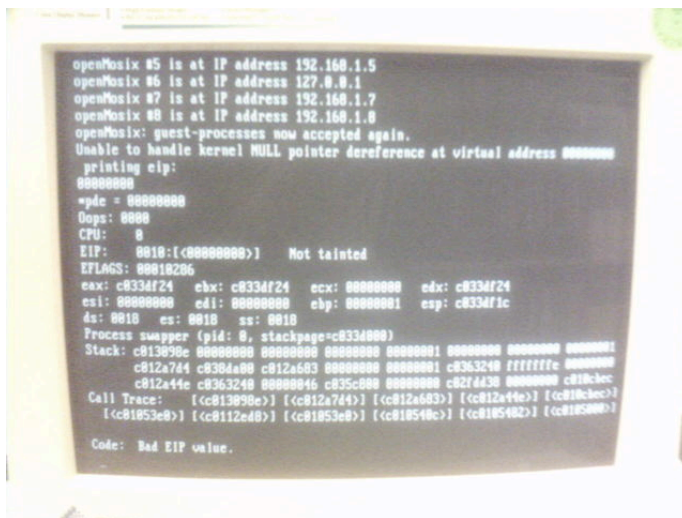 openMosix #5 is at IP address 192.168.1.5
openMosix #6 is at IP address 127.0.0.1
openMosix #7 is at IP address 192.168.1.7
openMosix #8 is at IP address 192.168.1.8
openMosix: guest-processes now accepted again.
Unable to handle kernel NULL pointer dereference at virtual address 00000000
printing eip:
00000000
*pde = 00000000
Oops: 0000
CPU: 0
EIP: 0010:[<00000000>] Not tainted
EFLAGS: 00010286
eax: c033df24 ebx: c033df24 ecx: 00000000 edx: c033df24
esi: 00000000 edi: 00000000 ebp: 00000001 esp: c033df1c
ds: 0018 es: 0018 ss: 0018
Process swapper (pid: 0, stackpage=c033d000)
Stack: c013098e 00000000 00000000 00000000 00000001 00000000 00000000 00000001
c012a7d4 c038da00 c012a683 00000000 00000001 c0363240 fffffffe 00000000
c012a44e c0363240 00000046 c035c800 00000000 c02fdd38 00000000 c010cbec
Call Trace: [<c013098e>] [<c012a7d4>] [<c012a683>] [<c012a44e>] [<c010cbec>]
[<c01053e0>] [<c0112ed8>] [<c01053e0>] [<c010540c>] [<c0105482>] [<c0105000>]
Code: Bad EIP value.